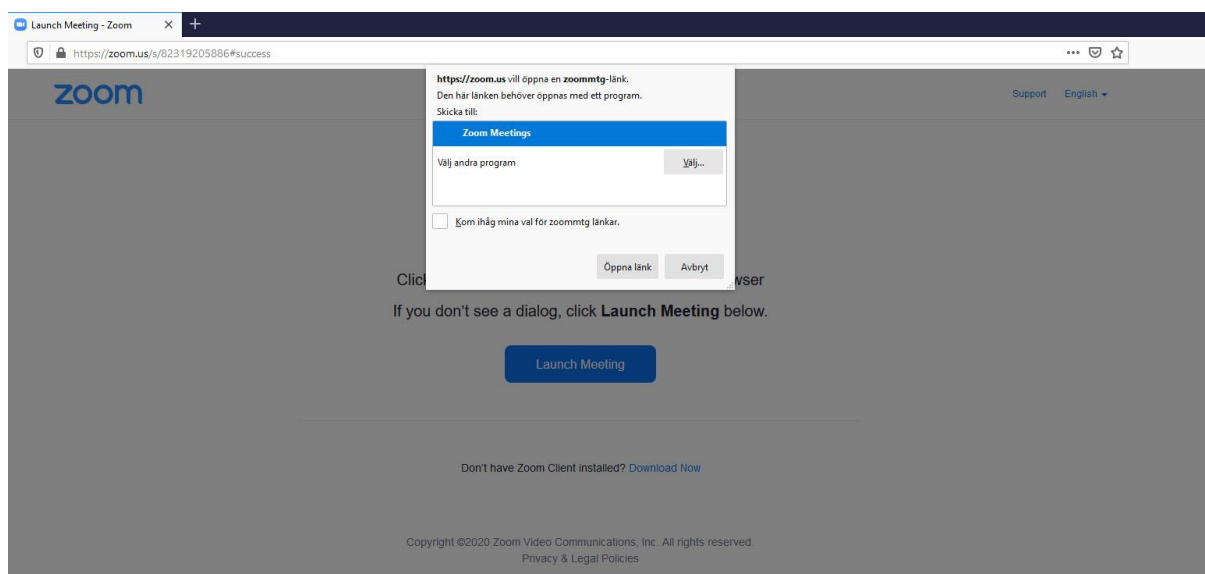 Launch Meeting - Zoom
https://zoom.us/s/82319205886#success
zoom
Support English
https://zoom.us vill öppna en zoommtg-länk.
Den här länken behöver öppnas med ett program.
Skicka till:
Zoom Meetings
Välj andra program Välj...
Kom ihåg mina val för zoommtg länkar.
Öppna länk Avbryt
If you don't see a dialog, click Launch Meeting below.
Launch Meeting
Don't have Zoom Client installed? Download Now
Copyright ©2020 Zoom Video Communications, Inc. All rights reserved.
Privacy & Legal Policies